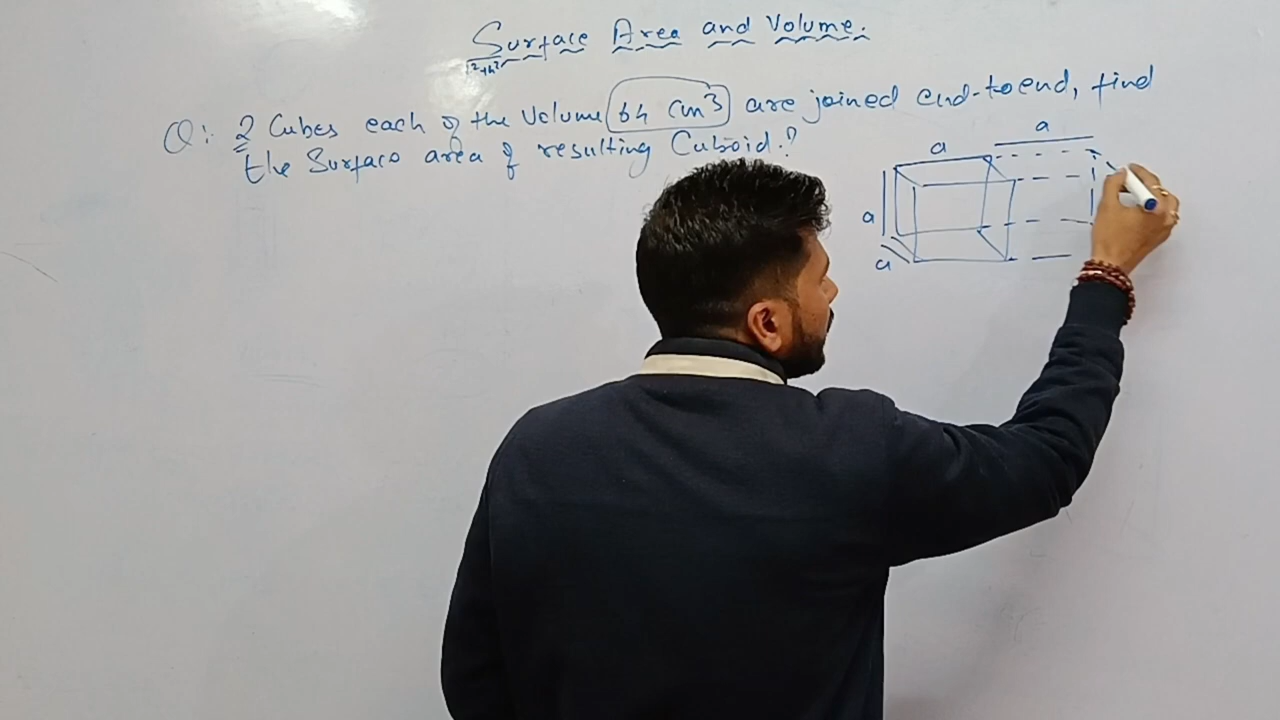 Surface Area and Volume.
Q:- 2 Cubes each of the Volume 64 cm³ are joined end-to end, find
the Surface area of resulting Cuboid.?
a
a
a
a